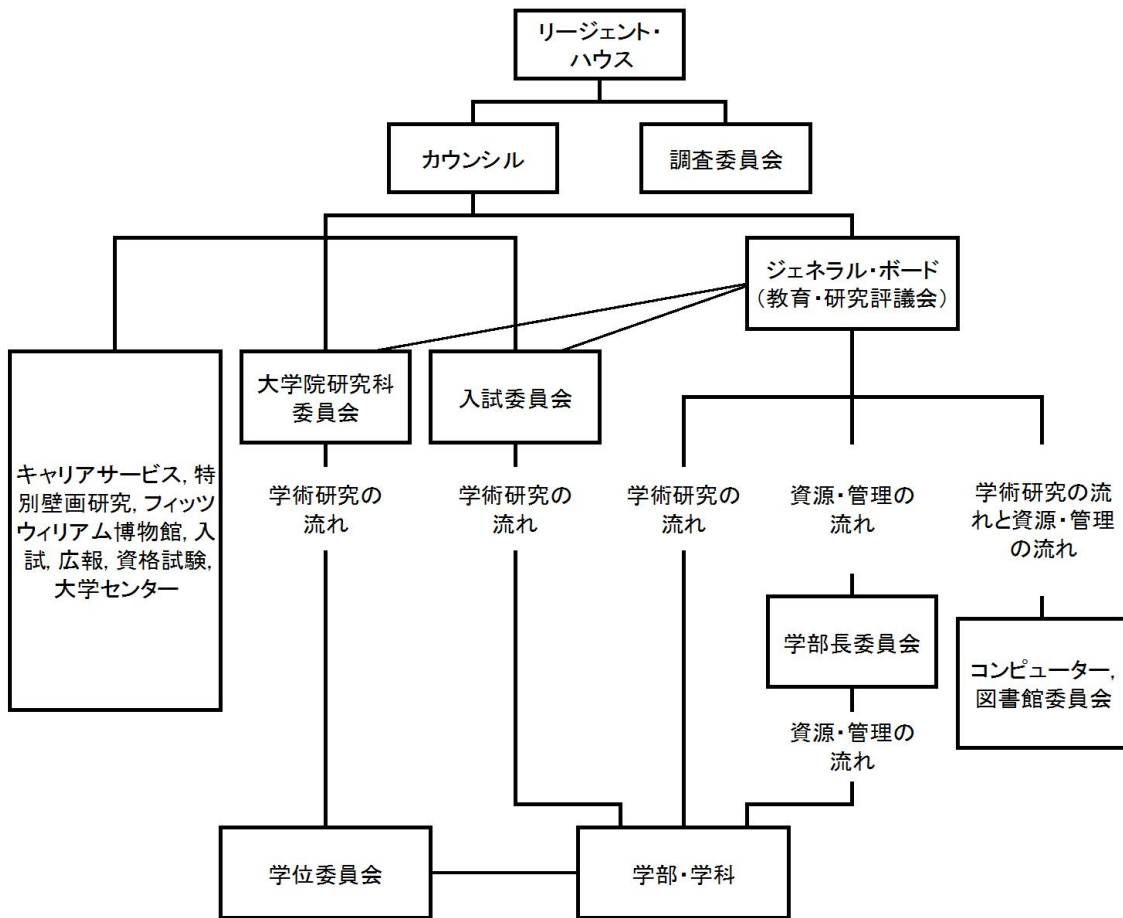 リージェント・
ハウス
カウンシル
調査委員会
ジェネラル・ボード
（教育・研究評議会）
大学院研究科
委員会
入試委員会
キャリアサービス, 特
別壁画研究, フィッツ
ウィリアム博物館, 入
試, 広報, 資格試験,
大学センター
学術研究の
流れ
学術研究の
流れ
学術研究の
流れ
資源・管理の
流れ
学術研究の流
れと資源・管理
の流れ
学部長委員会
コンピューター,
図書館委員会
資源・管理の
流れ
学位委員会
学部・学科